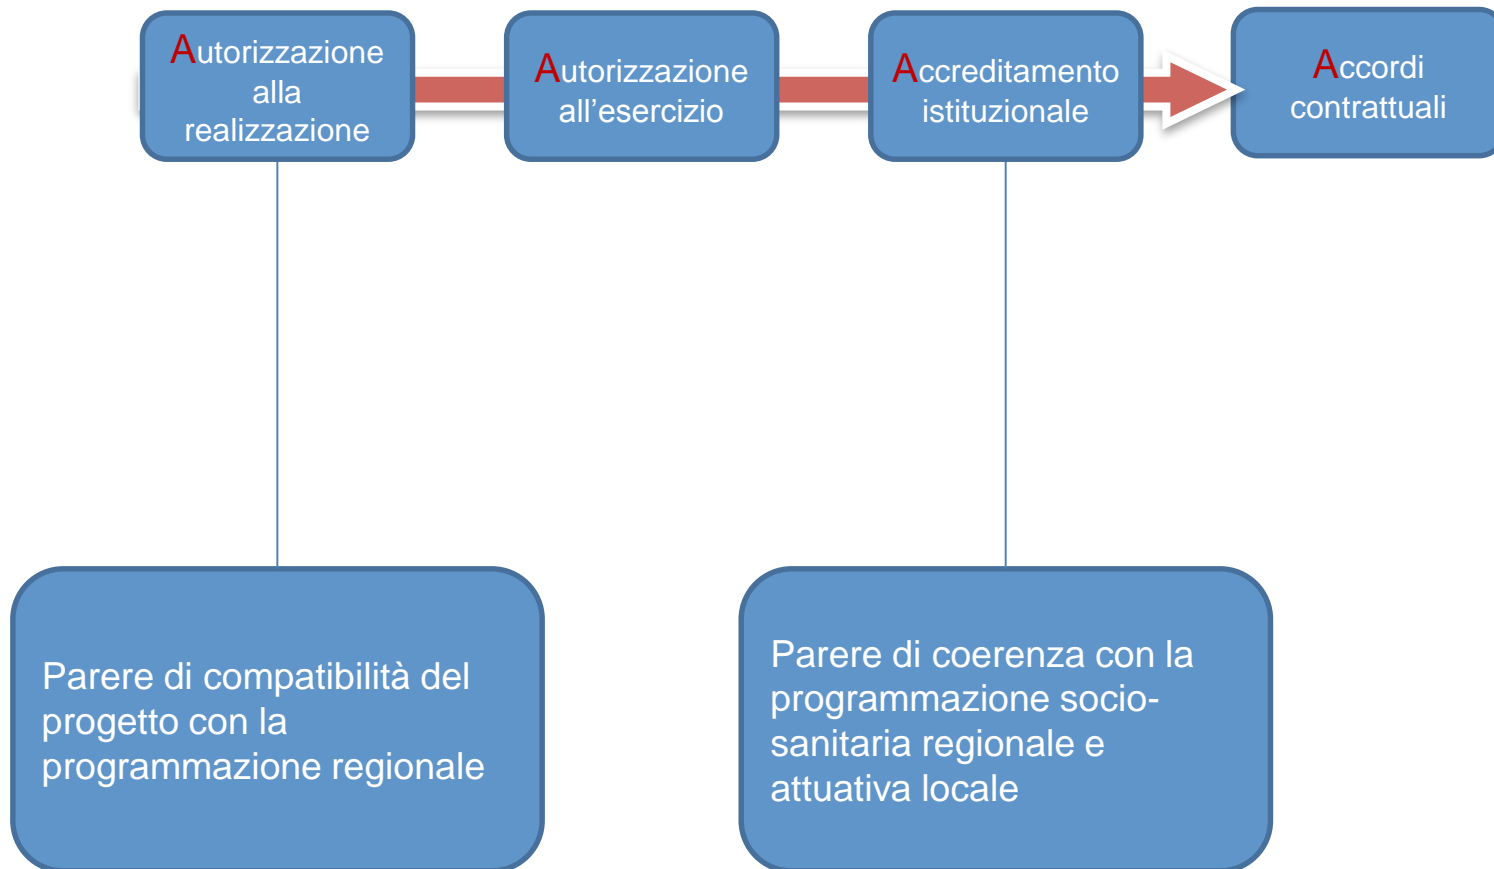 Autorizzazione
alla
realizzazione
Autorizzazione
all’esercizio
Accreditamento
istituzionale
Accordi
contrattuali
Parere di compatibilità del
progetto con la
programmazione regionale
Parere di coerenza con la
programmazione socio-
sanitaria regionale e
attuativa locale